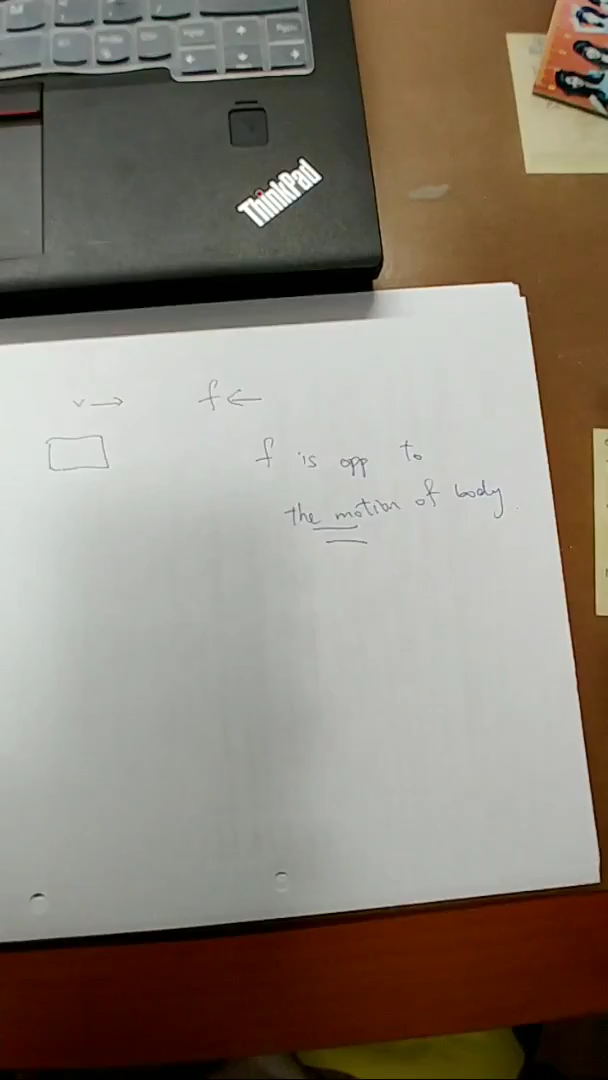 ThinkPad
v → f ←
f is opp to
the motion of body